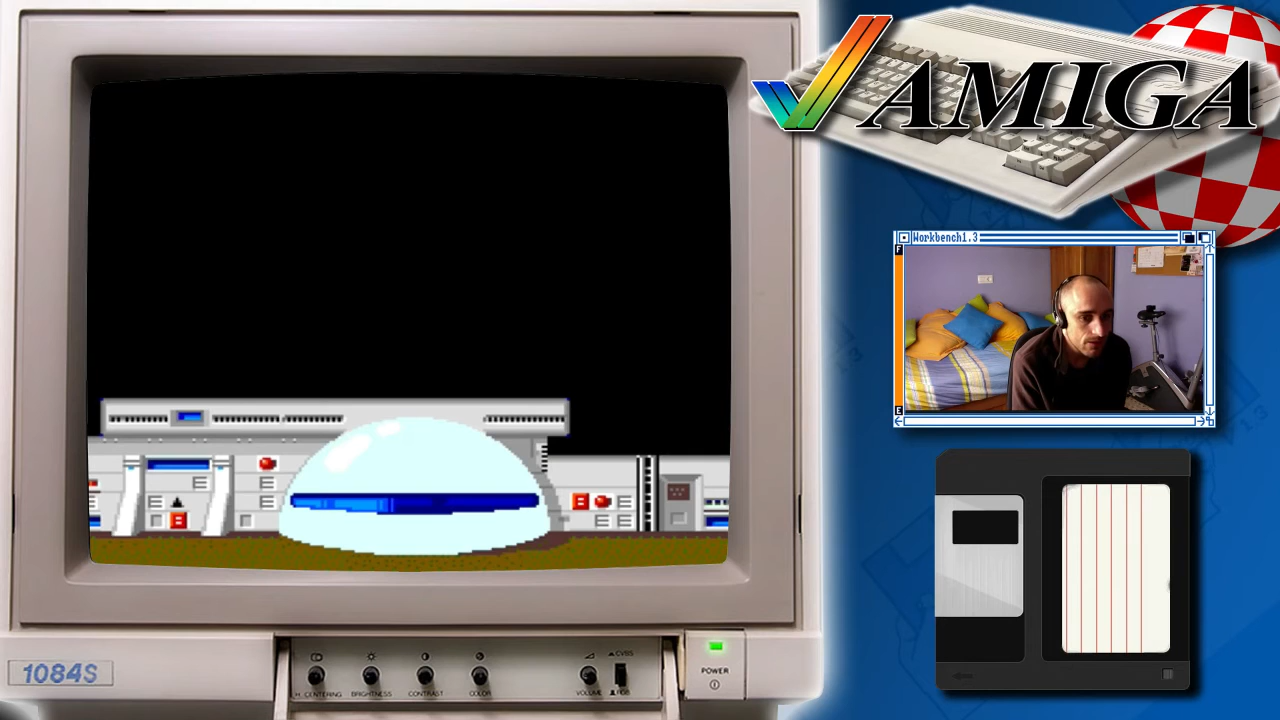 AMIGA
Workbench1.3
F
E
1084S
H. CENTERING
BRIGHTNESS
CONTRAST
COLOR
VOLUME
CVBS
RGB
POWER